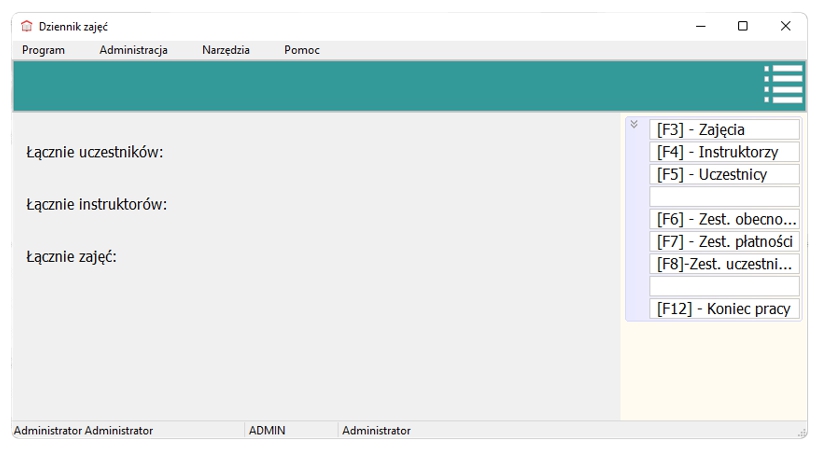 Dziennik zajęć
Program Administracja Narzędzia Pomoc
Łącznie uczestników:
Łącznie instruktorów:
Łącznie zajęć:
[F3] - Zajęcia
[F4] - Instruktorzy
[F5] - Uczestnicy
[F6] - Zest. obecno...
[F7] - Zest. płatności
[F8]-Zest. uczestni...
[F12] - Koniec pracy
Administrator Administrator ADMIN Administrator